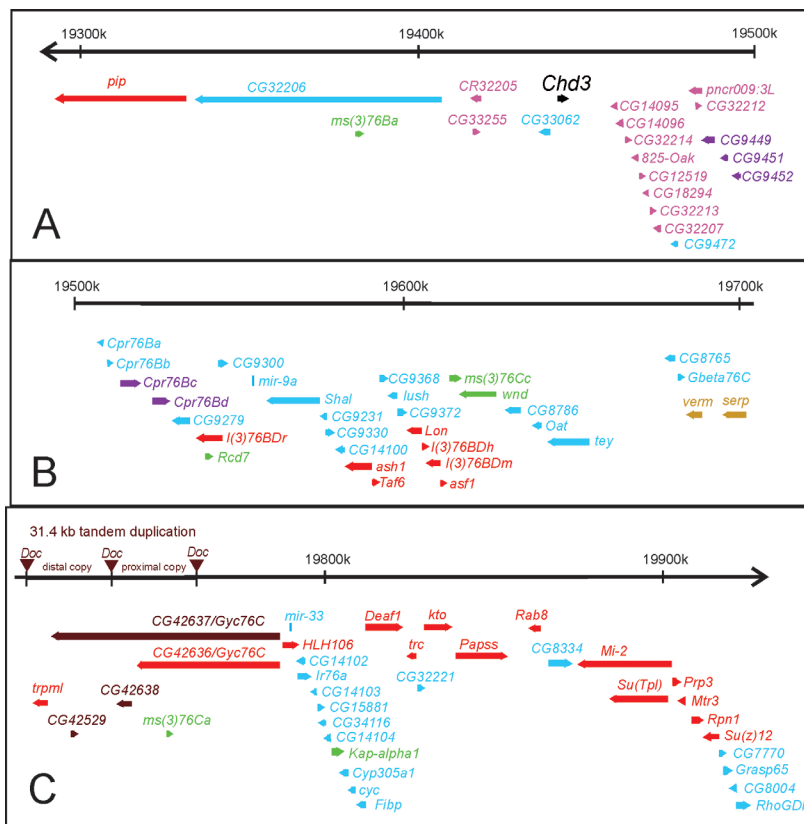 19300k 19400k 19500k
pip
CG32206
ms(3)76Ba
CR32205
CG33255
Chd3
CG33062
pncr009:3L
CG14095
CG32212
CG14096
CG32214
CG9449
825-Oak
CG9451
CG12519
CG9452
CG18294
CG32213
CG32207
CG9472
A
19500k 19600k 19700k
Cpr76Ba
Cpr76Bb
Cpr76Bc
Cpr76Bd
CG9279
l(3)76BDr
Rcd7
CG9300
mir-9a
Shal
CG9231
CG9330
CG14100
ash1
Taf6
CG9368
lush
CG9372
Lon
l(3)76BDh
l(3)76BDm
asf1
ms(3)76Cc
wnd
CG8786
Oat
tey
CG8765
Gbeta76C
verm
serp
B
31.4 kb tandem duplication
Doc Doc Doc
distal copy proximal copy
19800k 19900k
CG42637/Gyc76C
CG42636/Gyc76C
trpml
CG42638
CG42529
ms(3)76Ca
mir-33
HLH106
CG14102
Ir76a
CG14103
CG15881
CG34116
CG14104
Kap-alpha1
Cyp305a1
cyc
Fibp
Deaf1
kto
trc
Papss
CG32221
Rab8
CG8334
Mi-2
Su(Tpl)
Prp3
Mtr3
Rpn1
Su(z)12
CG7770
Grasp65
CG8004
RhoGDI
C